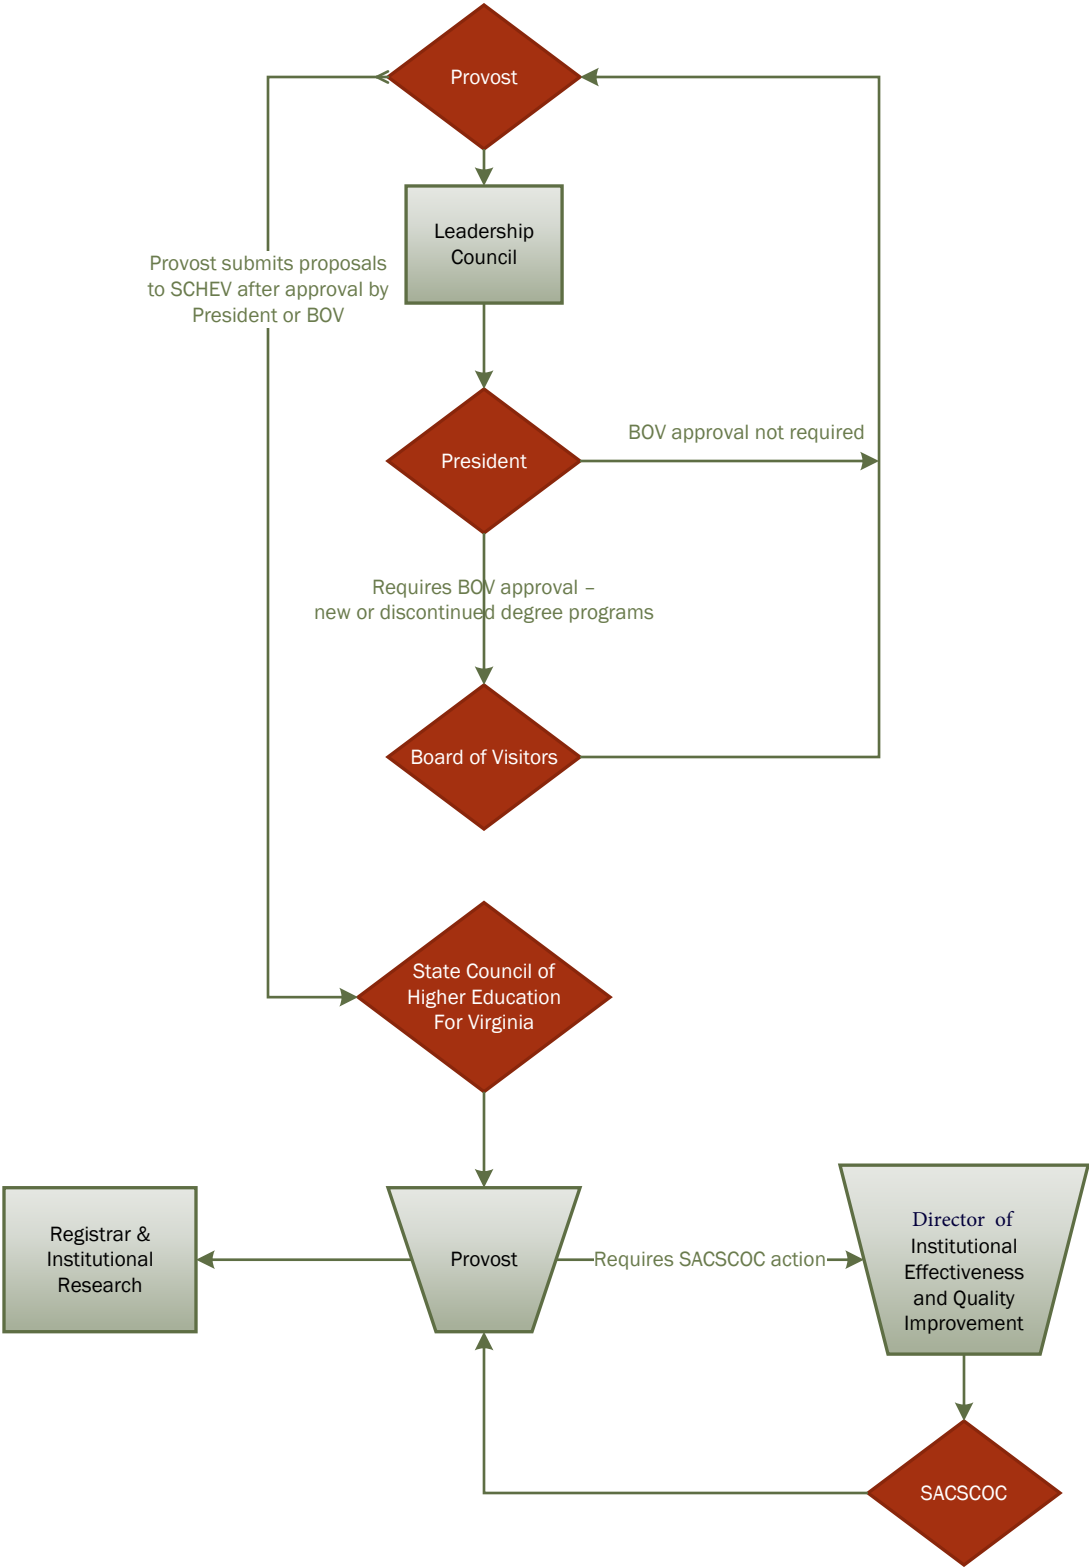 Provost
Leadership
Council
Provost submits proposals
to SCHEV after approval by
President or BOV
BOV approval not required
President
Requires BOV approval –
new or discontinued degree programs
Board of Visitors
State Council of
Higher Education
For Virginia
Registrar &
Institutional
Research
Provost
Requires SACSCOC action
Director of
Institutional
Effectiveness
and Quality
Improvement
SACSCOC